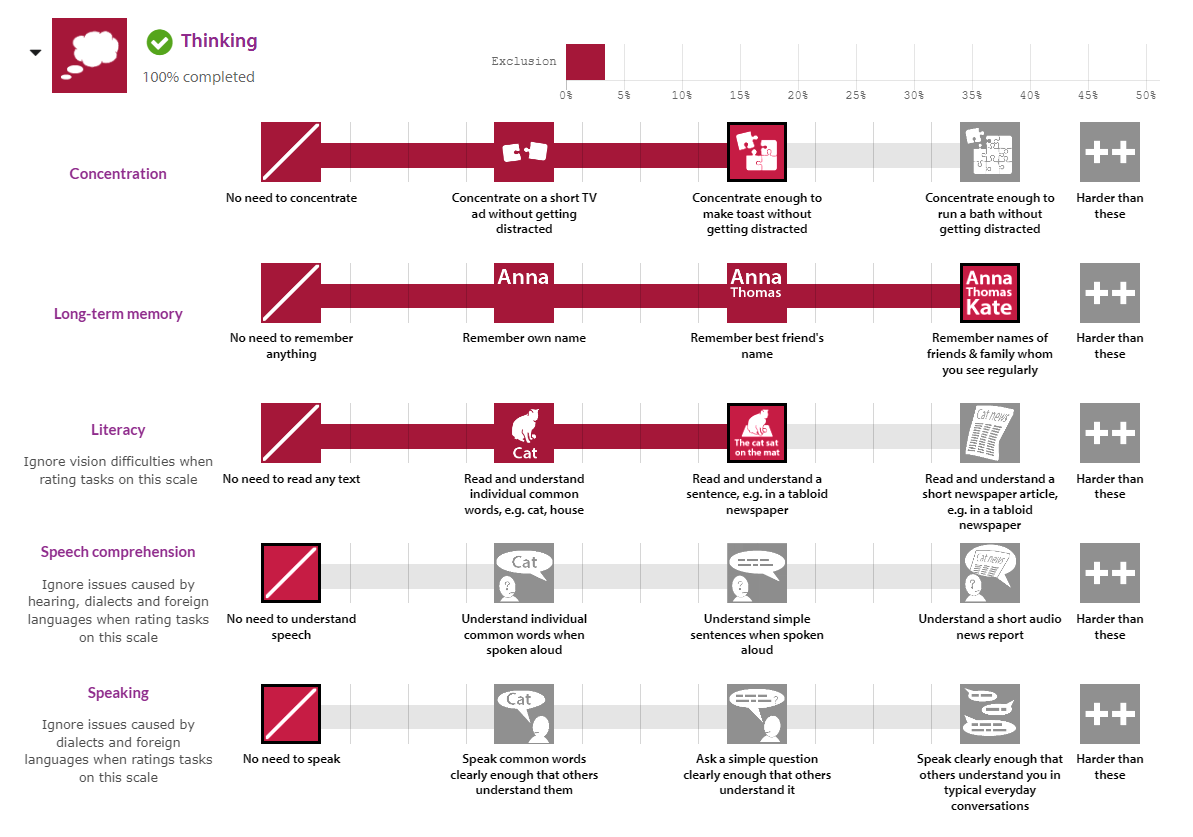 Thinking
100% completed
Exclusion
0% 5% 10% 15% 20% 25% 30% 35% 40% 45% 50%
Concentration
No need to concentrate
Concentrate on a short TV
ad without getting
distracted
Concentrate enough to
make toast without
getting distracted
Concentrate enough to
run a bath without
getting distracted
++
Harder than
these
Long-term memory
No need to remember
anything
Anna
Remember own name
Anna
Thomas
Remember best friend's
name
Anna
Thomas
Kate
Remember names of
friends & family whom
you see regularly
++
Harder than
these
Literacy
Ignore vision difficulties when
rating tasks on this scale
No need to read any text
Cat
Read and understand
individual common
words, e.g. cat, house
The cat sat
on the mat
Read and understand a
sentence, e.g. in a tabloid
newspaper
Cat news
Read and understand a
short newspaper article,
e.g. in a tabloid
newspaper
++
Harder than
these
Speech comprehension
Ignore issues caused by
hearing, dialects and foreign
languages when rating tasks
on this scale
No need to understand
speech
Cat
?
Understand individual
common words when
spoken aloud
?
Understand simple
sentences when spoken
aloud
Cat news
?
Understand a short audio
news report
++
Harder than
these
Speaking
Ignore issues caused by
dialects and foreign
languages when ratings tasks
on this scale
No need to speak
Cat
Speak common words
clearly enough that others
understand them
?
Ask a simple question
clearly enough that others
understand it
Speak clearly enough that
others understand you in
typical everyday
conversations
++
Harder than
these